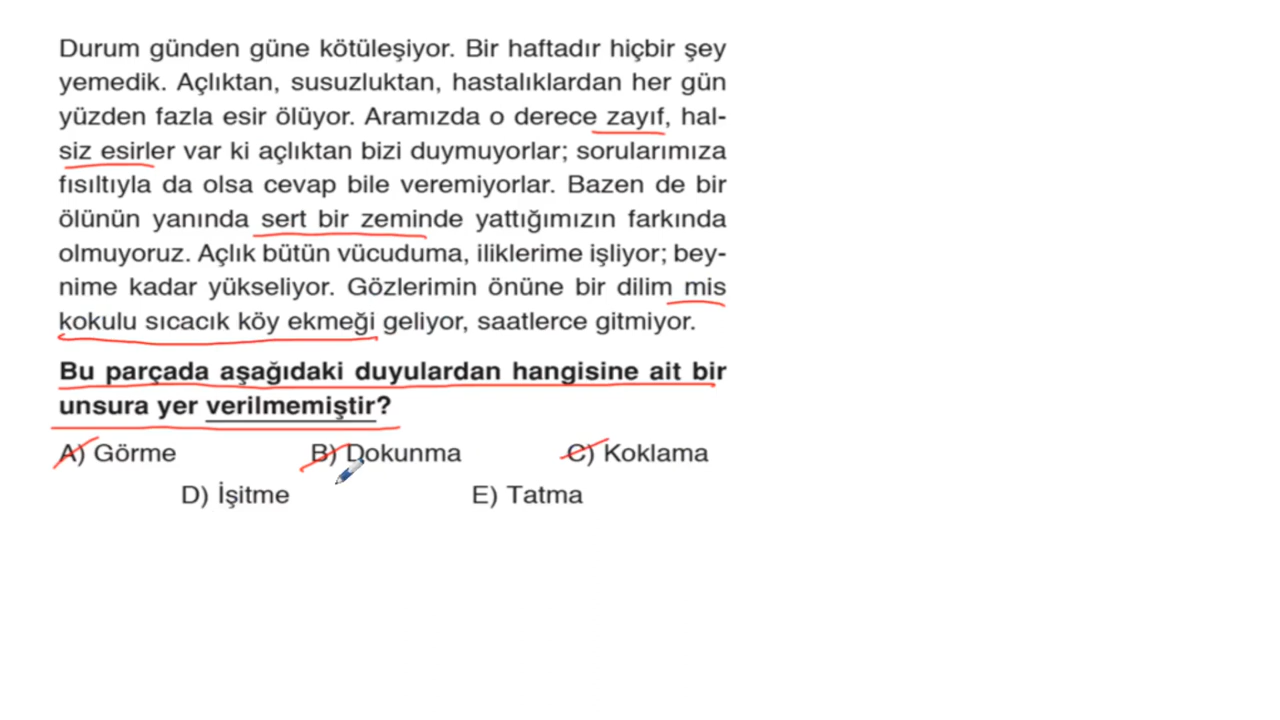 Durum günden güne kötüleşiyor. Bir haftadır hiçbir şey
yemedik. Açlıktan, susuzluktan, hastalıklardan her gün
yüzden fazla esir ölüyor. Aramızda o derece zayıf, hal-
siz esirler var ki açlıktan bizi duymuyorlar; sorularımıza
fısıltıyla da olsa cevap bile veremiyorlar. Bazen de bir
ölünün yanında sert bir zeminde yattığımızın farkında
olmuyoruz. Açlık bütün vücuduma, iliklerime işliyor; bey-
nime kadar yükseliyor. Gözlerimin önüne bir dilim mis
kokulu sıcacık köy ekmeği geliyor, saatlerce gitmiyor.
Bu parçada aşağıdaki duyulardan hangisine ait bir
unsura yer verilmemiştir?
A) Görme B) Dokunma C) Koklama
D) İşitme E) Tatma